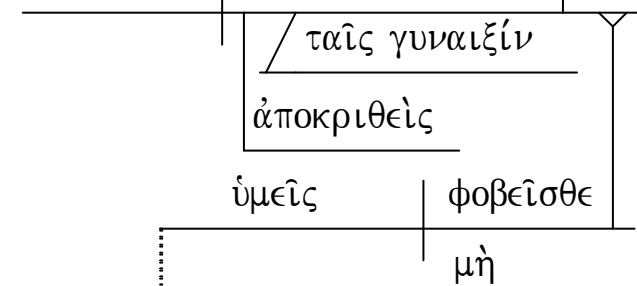 ταῖς γυναιξίν
ἀποκριθεὶς
ὑμεῖς φοβεῖσθε
μὴ